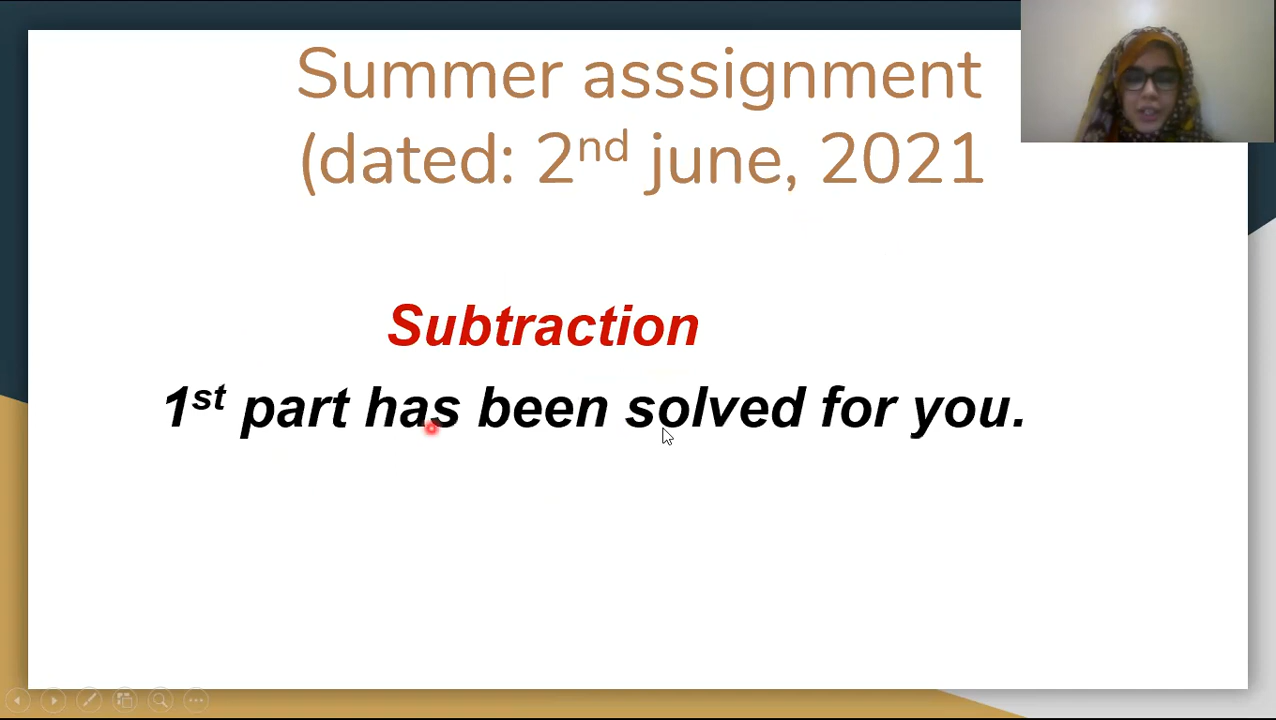 Summer asssignment
(dated: 2nd june, 2021
Subtraction
1st part has been solved for you.